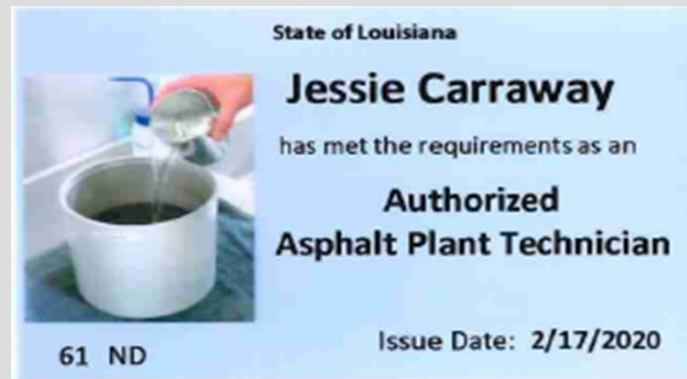 State of Louisiana
Jessie Carraway
has met the requirements as an
Authorized
Asphalt Plant Technician
Issue Date: 2/17/2020
61 ND